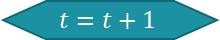 t = t + 1